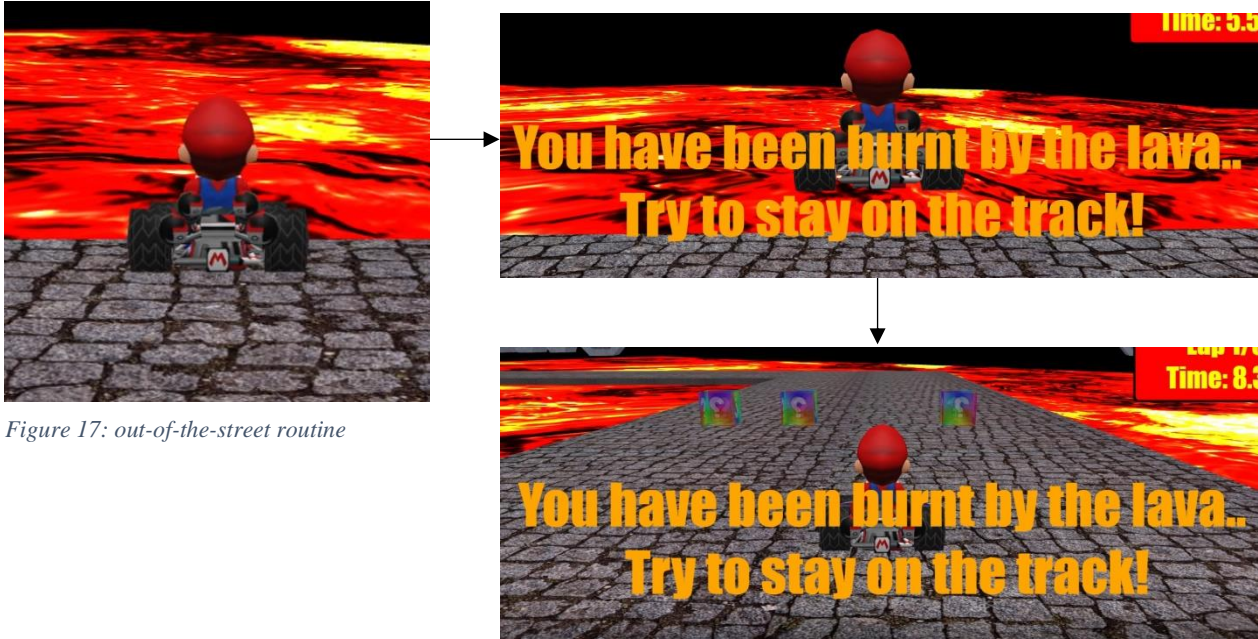 Time: 5.5
You have been burnt by the lava..
Try to stay on the track!
M
Figure 17: out-of-the-street routine
Lap 1/
Time: 8.3
You have been burnt by the lava..
Try to stay on the track!
M
M